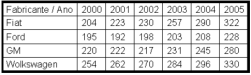 Fabricante / Ano 2000 2001 2002 2003 2004 2005
Fiat 204 223 230 257 290 322
Ford 195 192 198 203 208 228
GM 220 222 217 231 245 280
Wolkswagen 254 262 270 284 296 330